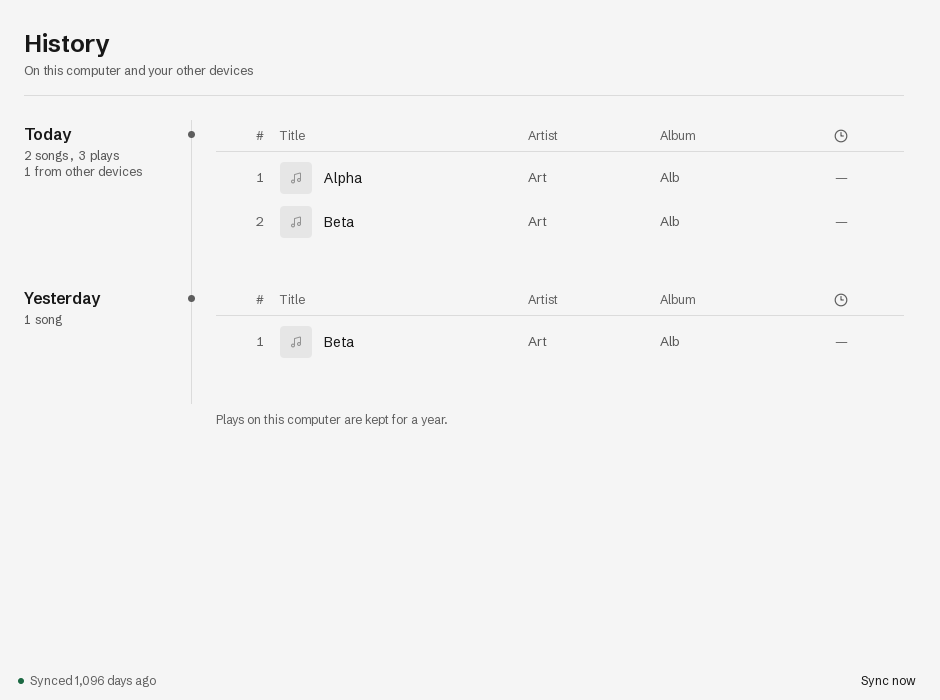 History
On this computer and your other devices
Today
2 songs, 3 plays
1 from other devices
# Title Artist Album
1 Alpha Art Alb —
2 Beta Art Alb —
Yesterday
1 song
# Title Artist Album
1 Beta Art Alb —
Plays on this computer are kept for a year.
Synced 1,096 days ago
Sync now